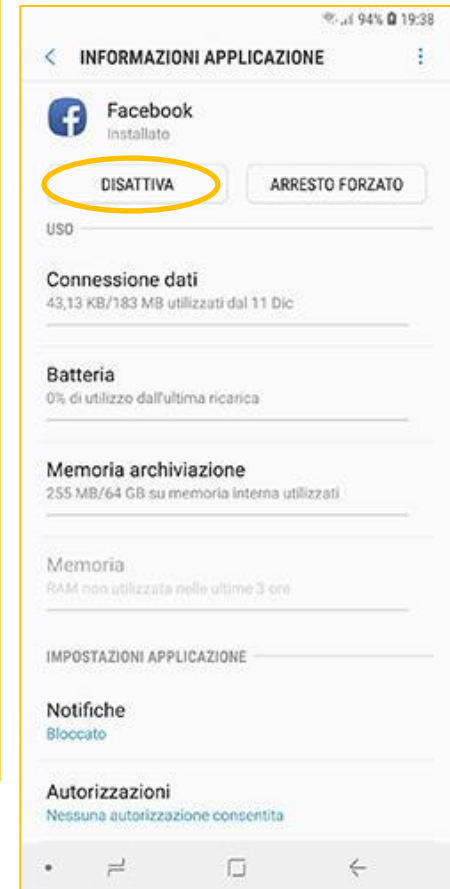 94% 19:38
INFORMAZIONI APPLICAZIONE
Facebook
Installato
DISATTIVA ARRESTO FORZATO
USO
Connessione dati
43,13 KB/183 MB utilizzati dal 11 Dic
Batteria
0% di utilizzo dall'ultima ricarica
Memoria archiviazione
255 MB/64 GB su memoria interna utilizzati
Memoria
RAM non utilizzata nelle ultime 3 ore
IMPOSTAZIONI APPLICAZIONE
Notifiche
Bloccato
Autorizzazioni
Nessuna autorizzazione consentita